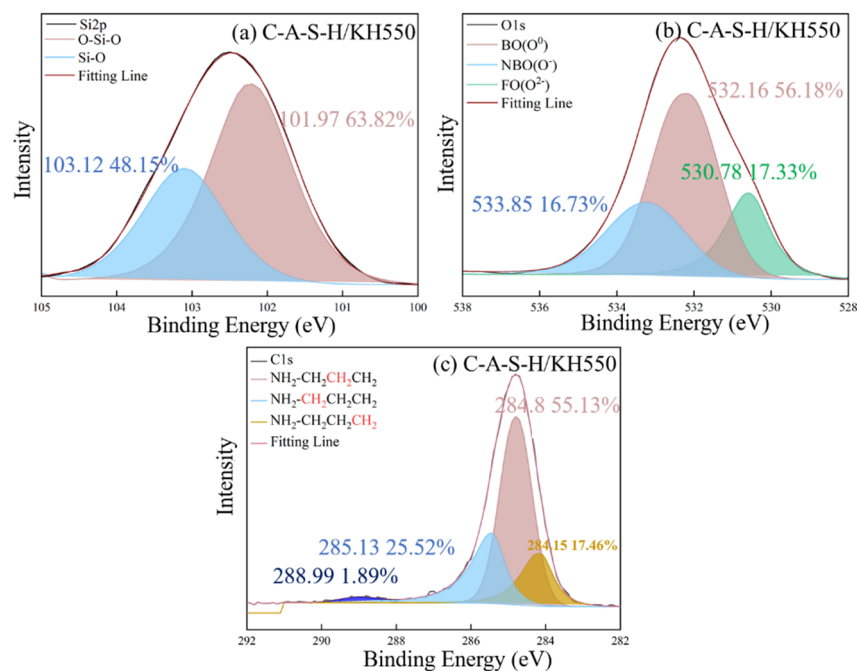 (a) C-A-S-H/KH550
Si2p
O-Si-O
Si-O
Fitting Line
101.97 63.82%
103.12 48.15%
Intensity
105 104 103 102 101 100
Binding Energy (eV)
(b) C-A-S-H/KH550
O1s
BO(O⁰)
NBO(O⁻)
FO(O²⁻)
Fitting Line
532.16 56.18%
530.78 17.33%
533.85 16.73%
Intensity
538 536 534 532 530 528
Binding Energy (eV)
(c) C-A-S-H/KH550
C1s
NH₂-CH₂CH₂CH₂
NH₂-CH₂CH₂CH₂
NH₂-CH₂CH₂CH₂
Fitting Line
284.8 55.13%
285.13 25.52%
284.15 17.46%
288.99 1.89%
Intensity
292 290 288 286 284 282
Binding Energy (eV)